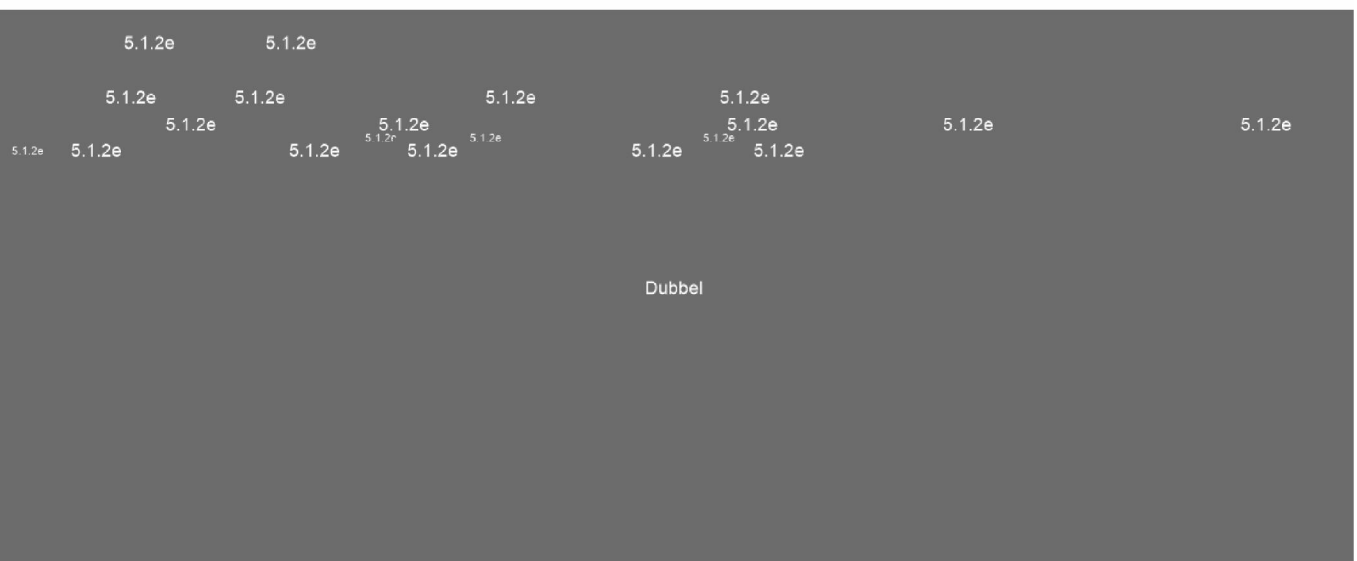 5.1.2e 5.1.2e
5.1.2e 5.1.2e 5.1.2e 5.1.2e
5.1.2e 5.1.2e 5.1.2e 5.1.2e 5.1.2e
5.1.2e 5.1.2e 5.1.2e
5.1.2e 5.1.2e 5.1.2e 5.1.2e 5.1.2e 5.1.2e
Dubbel